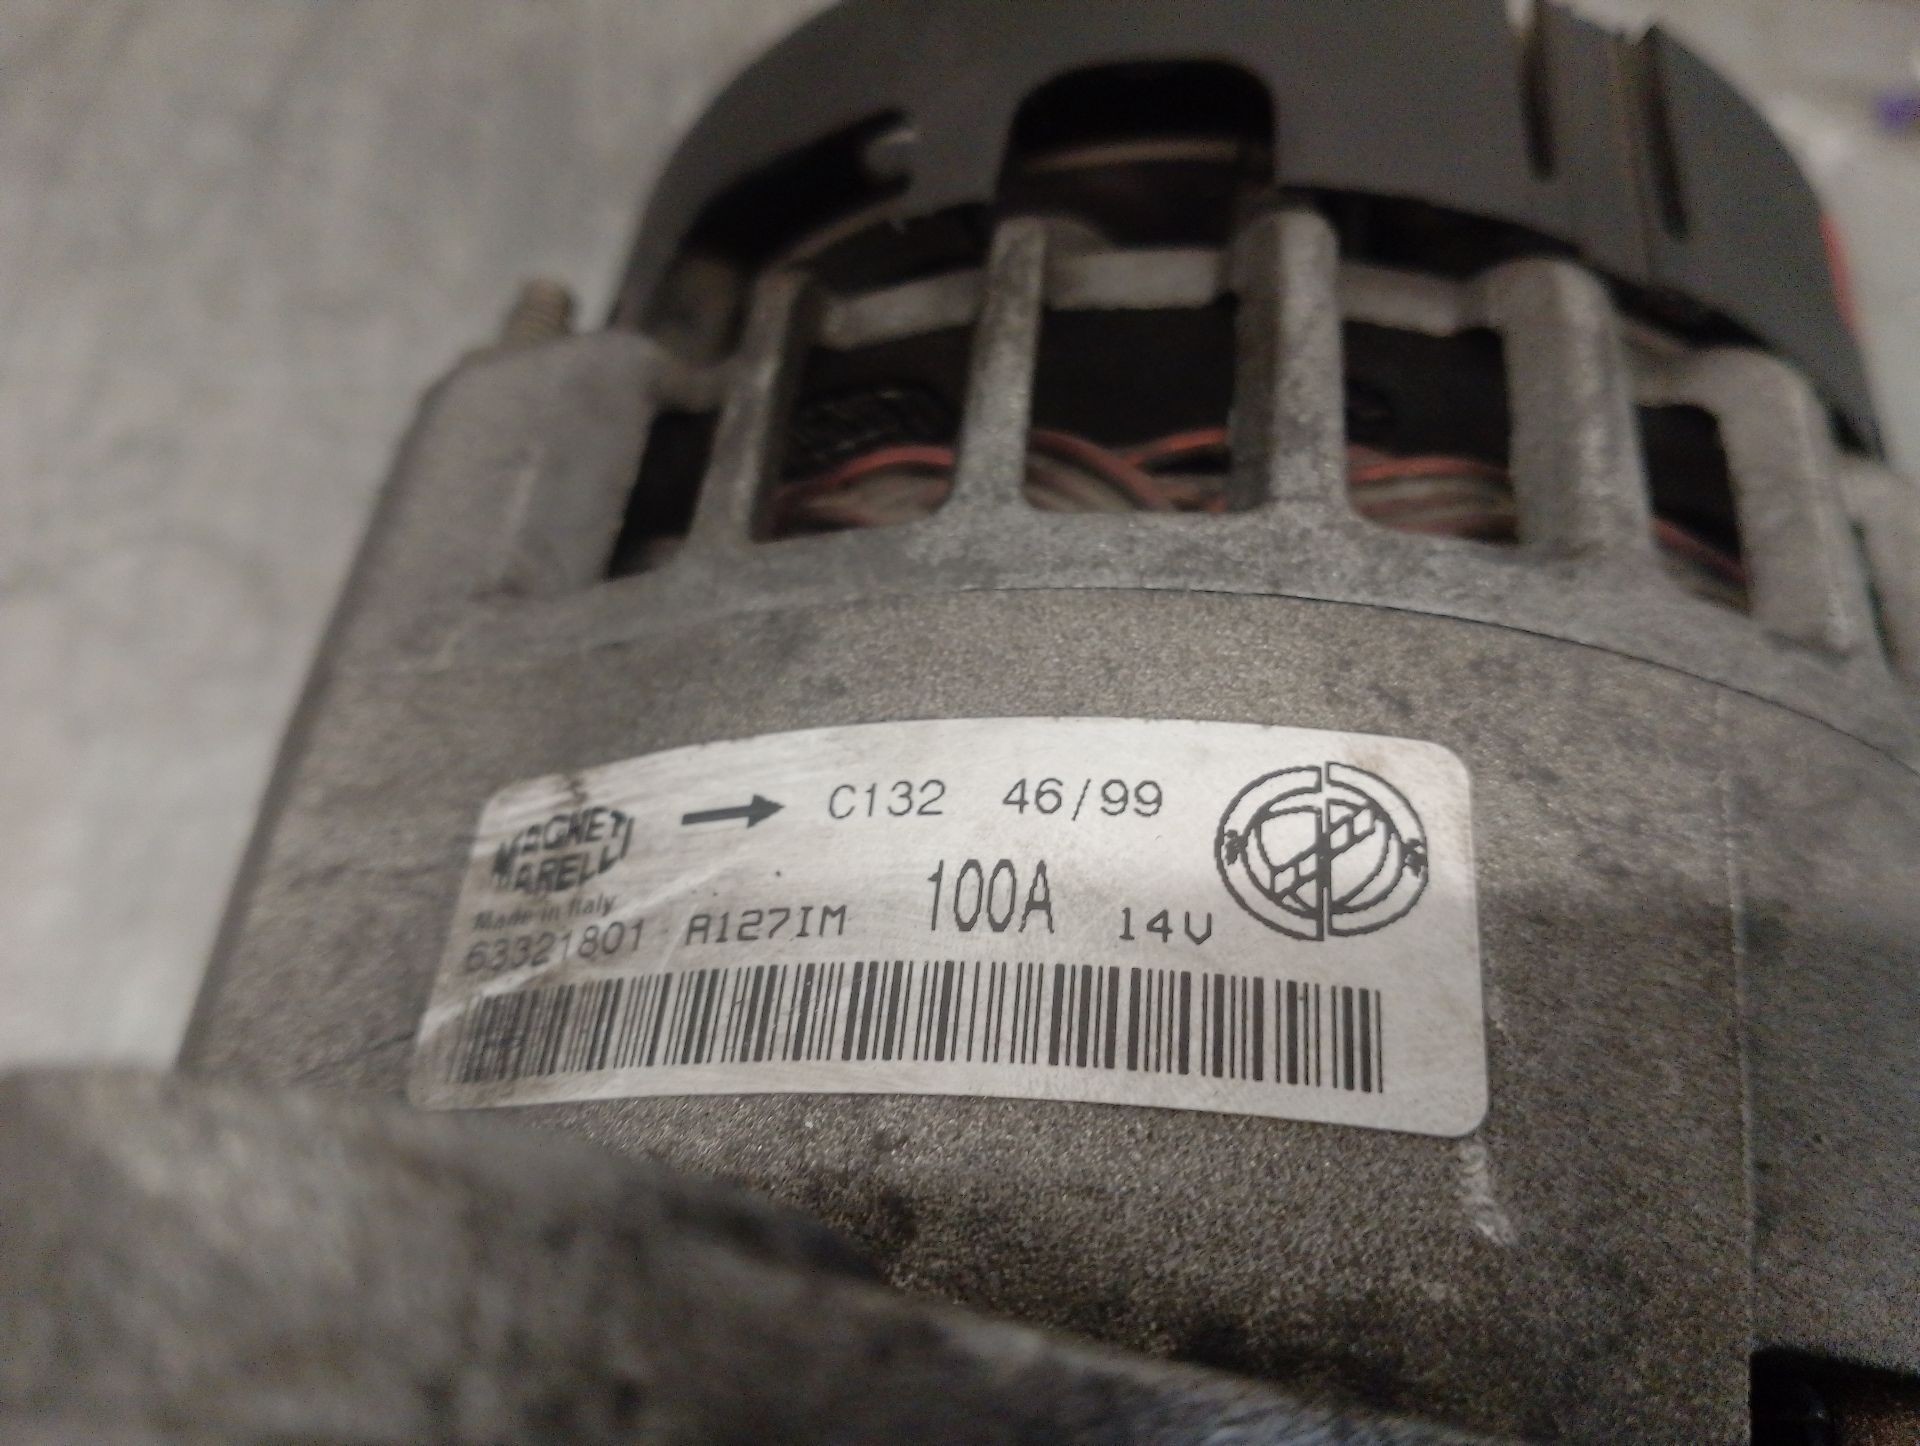 MAGNETI MARELLI → C132 46/99
Made in Italy
63321801 A127IM 100A 14V